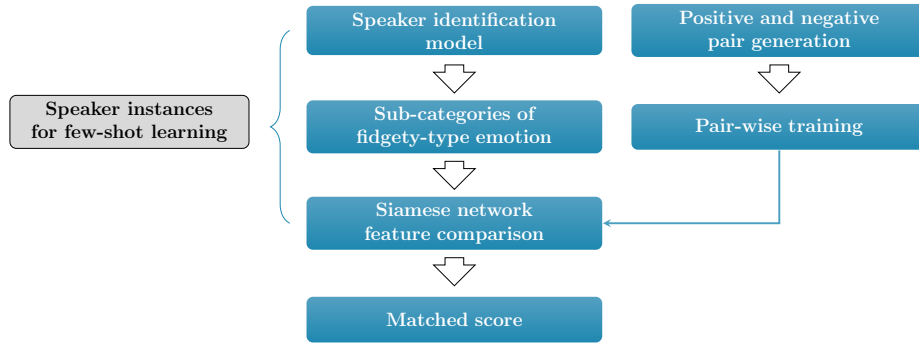 Speaker identification
model
Positive and negative
pair generation
Speaker instances
for few-shot learning
Sub-categories of
fidgety-type emotion
Pair-wise training
Siamese network
feature comparison
Matched score